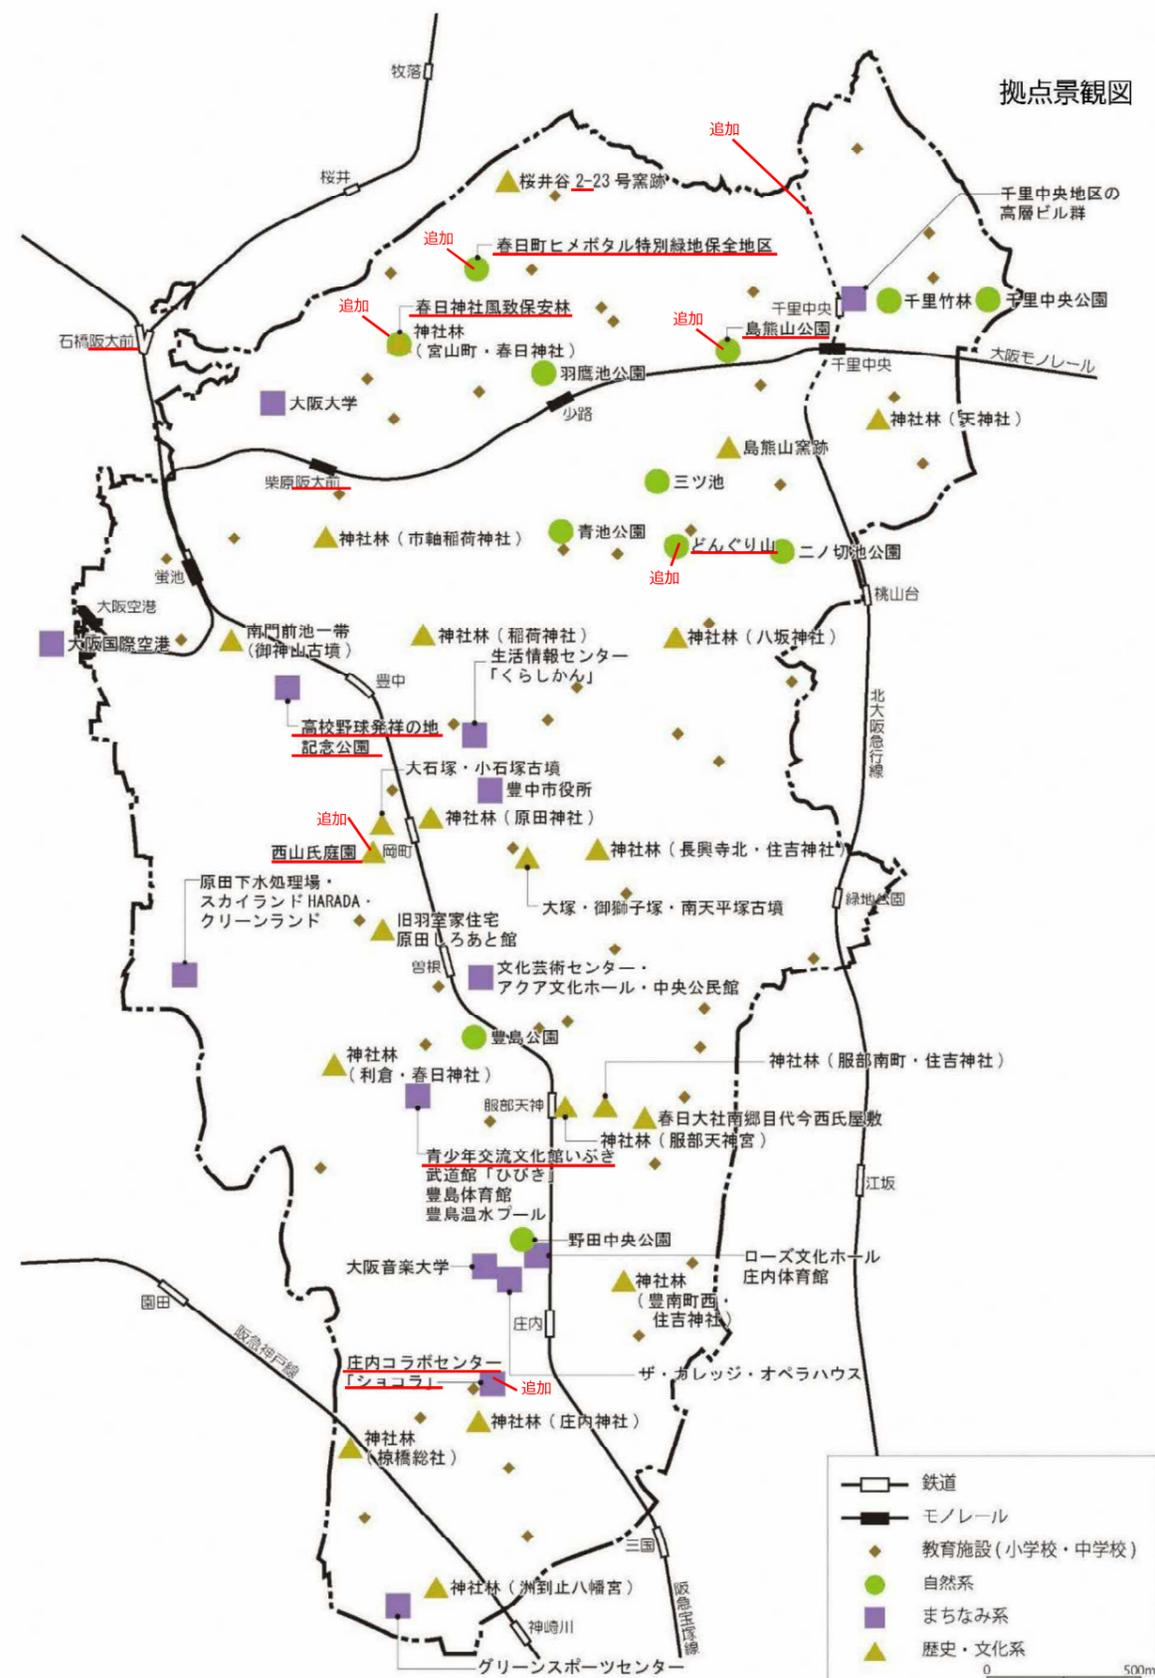 拠点景観図
牧落
追加
桜井
桜井谷 2-23 号窯跡
千里中央地区の
高層ビル群
追加
春日町ヒメボタル特別緑地保全地区
追加
春日神社風致保安林
神社林
（宮山町・春日神社）
追加
島熊山公園
千里中央
千里竹林
千里中央公園
石橋阪大前
羽鷹池公園
千里中央
大阪モノレール
大阪大学
少路
神社林（天神社）
島熊山窯跡
柴原阪大前
三ツ池
神社林（市軸稲荷神社）
青池公園
どんぐり山
追加
二ノ切池公園
蛍池
桃山台
大阪空港
大阪国際空港
南門前池一帯
（御神山古墳）
神社林（稲荷神社）
神社林（八坂神社）
生活情報センター
「くらしかん」
豊中
高校野球発祥の地
記念公園
北大阪急行線
大石塚・小石塚古墳
豊中市役所
追加
神社林（原田神社）
西山氏庭園
岡町
神社林（長興寺北・住吉神社）
原田下水処理場・
スカイランド HARADA・
クリーンランド
大塚・御獅子塚・南天平塚古墳
緑地公園
旧羽室家住宅
原田しろあと館
曽根
文化芸術センター・
アクア文化ホール・中央公民館
豊島公園
神社林
（利倉・春日神社）
神社林（服部南町・住吉神社）
服部天神
春日大社南郷目代今西氏屋敷
神社林（服部天神宮）
青少年交流文化館いぶき
武道館「ひびき」
豊島体育館
豊島温水プール
江坂
野田中央公園
大阪音楽大学
ローズ文化ホール
庄内体育館
神社林
（豊南町西・
住吉神社）
園田
庄内
阪急神戸線
庄内コラボセンター
「ショコラ」
追加
ザ・カレッジ・オペラハウス
神社林（庄内神社）
神社林
（椋橋総社）
三国
神社林（洲到止八幡宮）
阪急宝塚線
神崎川
グリーンスポーツセンター
鉄道
モノレール
教育施設(小学校・中学校)
自然系
まちなみ系
歴史・文化系
0
500m